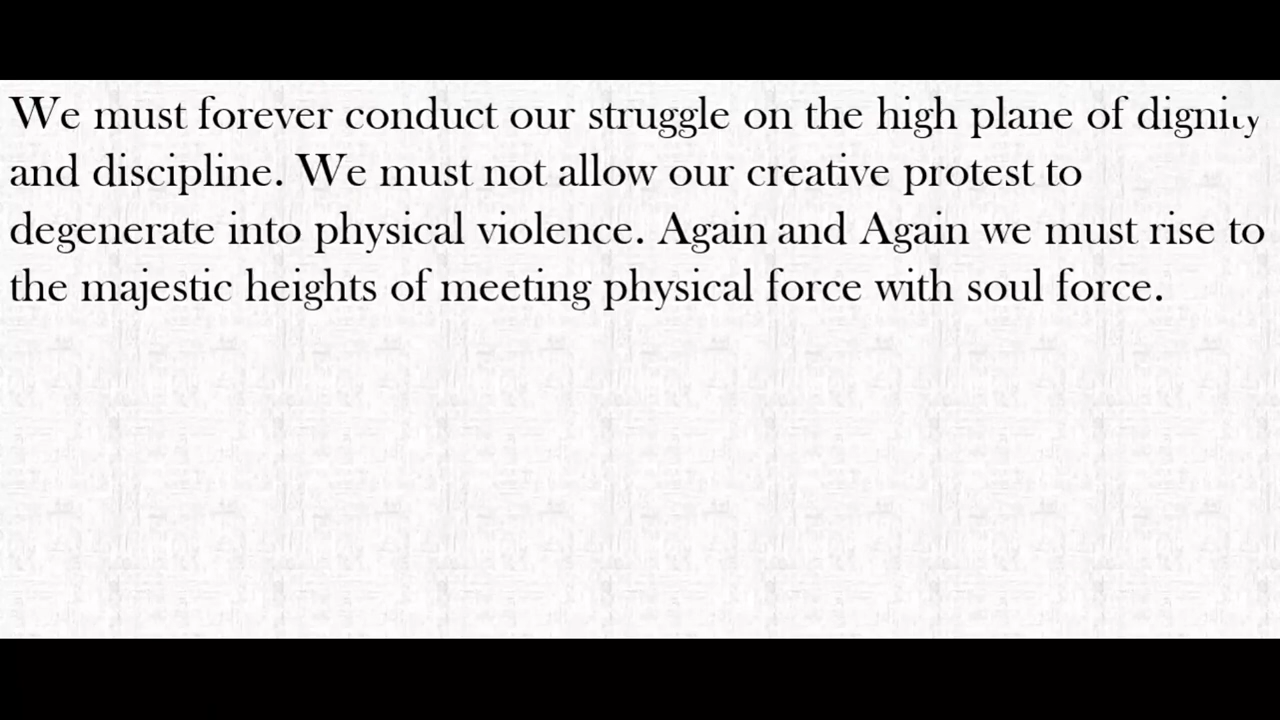 We must forever conduct our struggle on the high plane of dignity
and discipline. We must not allow our creative protest to
degenerate into physical violence. Again and Again we must rise to
the majestic heights of meeting physical force with soul force.